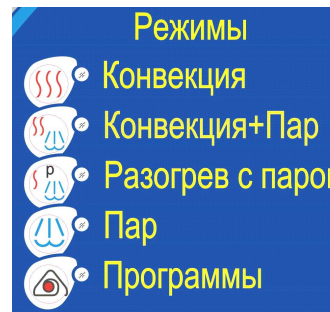 Режимы
Конвекция
Конвекция+Пар
р
Разогрев с паро
Пар
Программы